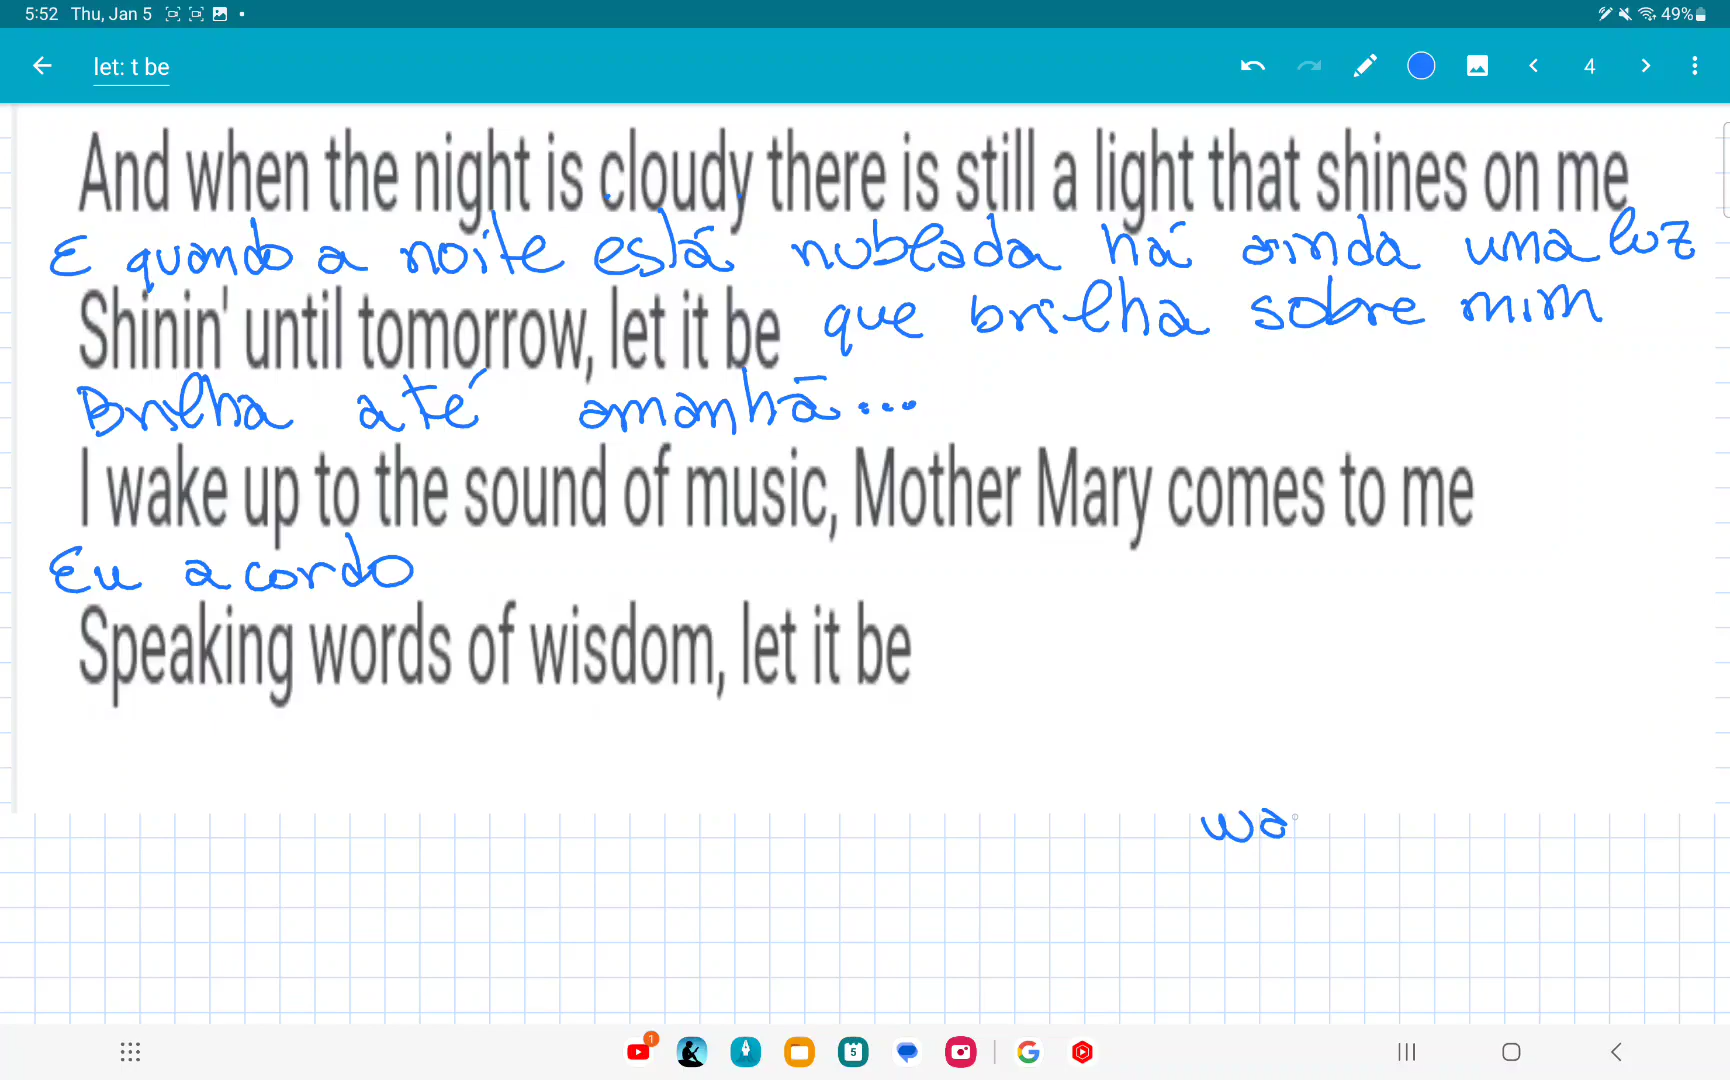 5:52 Thu, Jan 5
49%
let: t be
4
And when the night is cloudy there is still a light that shines on me
E quando a noite está nublada há ainda uma luz
Shinin' until tomorrow, let it be
que brilha sobre mim
Brilha até amanhã...
I wake up to the sound of music, Mother Mary comes to me
Eu acordo
Speaking words of wisdom, let it be
wa
1
5